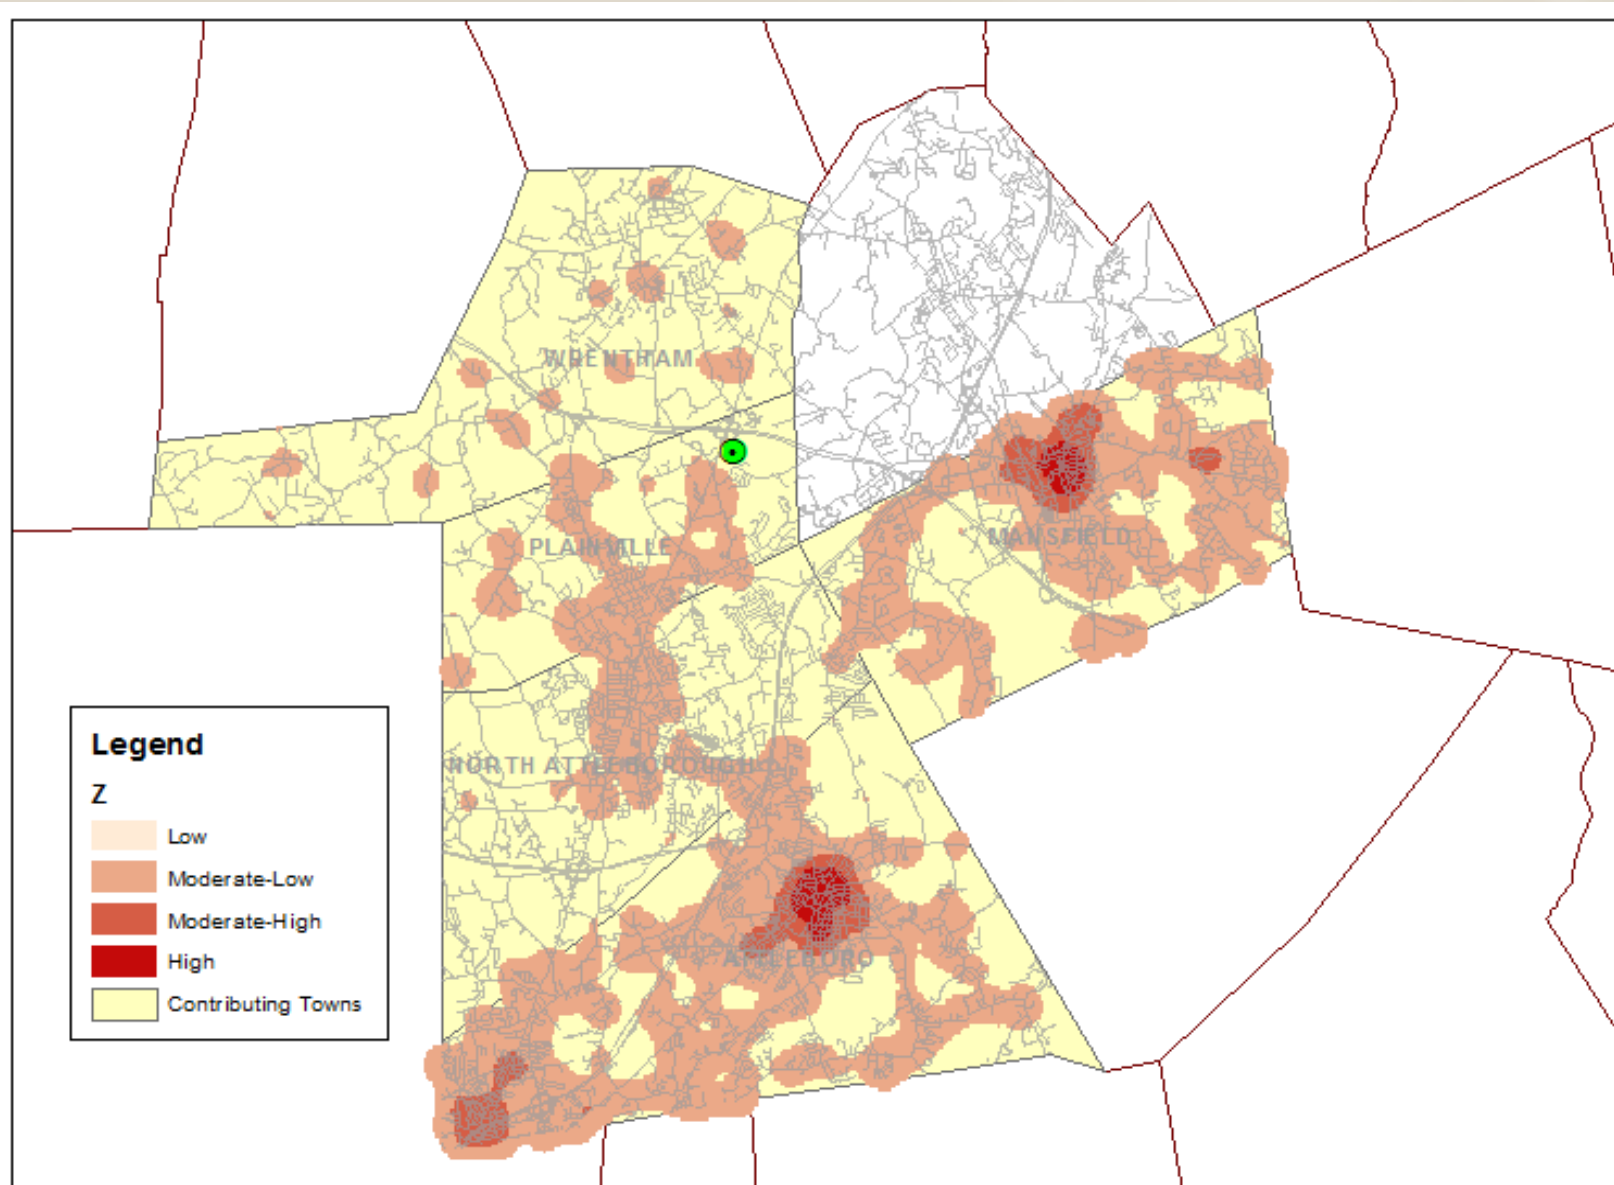 WRENTHAM
MANSFIELD
PLAINVILLE
NORTH ATTLEBOROUGH
ATTLEBORO
Legend
Z
Low
Moderate-Low
Moderate-High
High
Contributing Towns